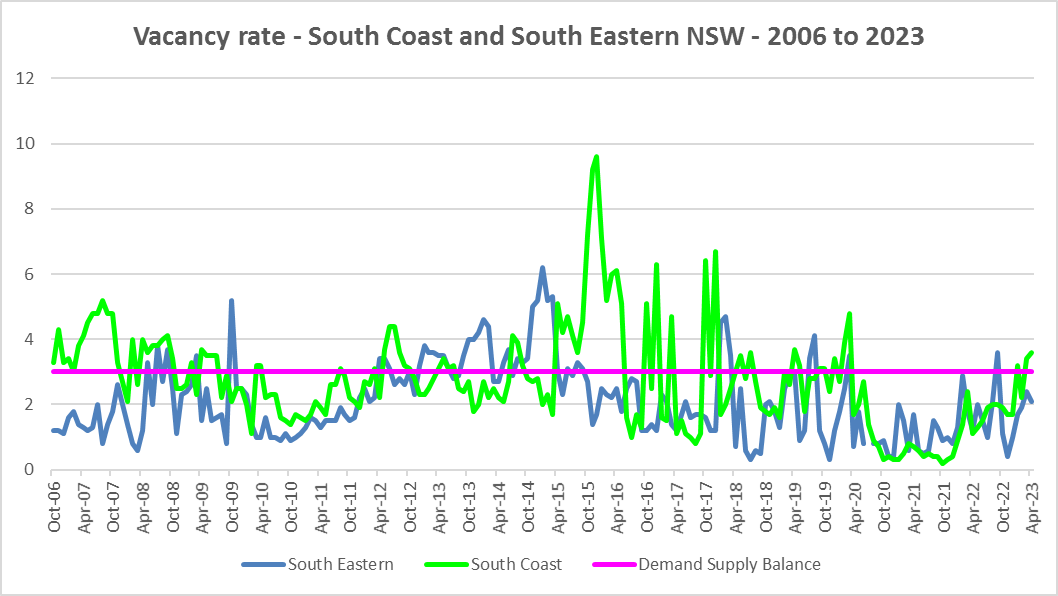 Vacancy rate - South Coast and South Eastern NSW - 2006 to 2023
12
10
8
6
4
2
0
Oct-06
Apr-07
Oct-07
Apr-08
Oct-08
Apr-09
Oct-09
Apr-10
Oct-10
Apr-11
Oct-11
Apr-12
Oct-12
Apr-13
Oct-13
Apr-14
Oct-14
Apr-15
Oct-15
Apr-16
Oct-16
Apr-17
Oct-17
Apr-18
Oct-18
Apr-19
Oct-19
Apr-20
Oct-20
Apr-21
Oct-21
Apr-22
Oct-22
Apr-23
South Eastern South Coast Demand Supply Balance